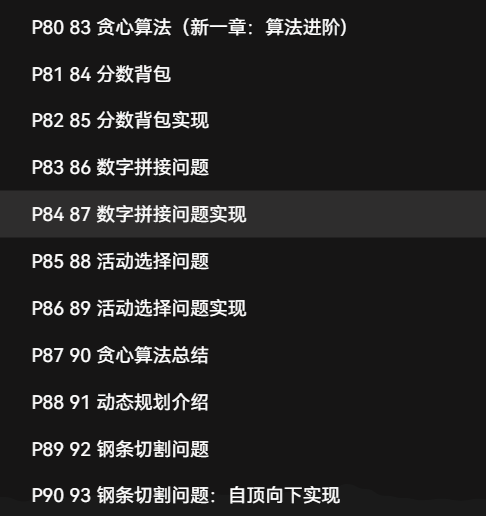 P80 83 贪心算法（新一章：算法进阶）
P81 84 分数背包
P82 85 分数背包实现
P83 86 数字拼接问题
P84 87 数字拼接问题实现
P85 88 活动选择问题
P86 89 活动选择问题实现
P87 90 贪心算法总结
P88 91 动态规划介绍
P89 92 钢条切割问题
P90 93 钢条切割问题：自顶向下实现